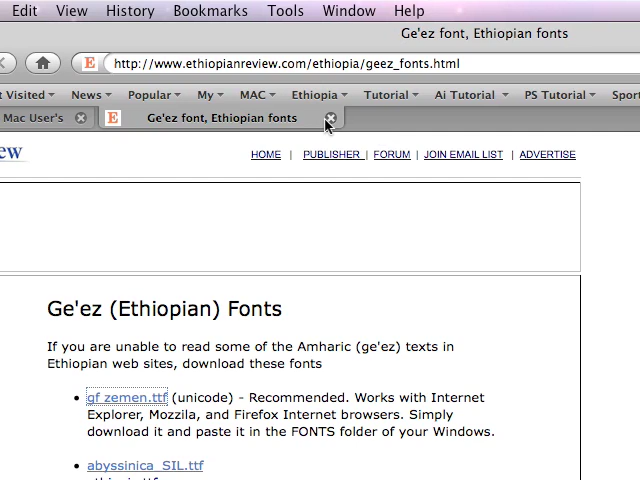 Edit View History Bookmarks Tools Window Help
Ge'ez font, Ethiopian fonts
E http://www.ethiopianreview.com/ethiopia/geez_fonts.html
t Visited News Popular My MAC Ethiopia Tutorial Ai Tutorial PS Tutorial Sport
Mac User's E Ge'ez font, Ethiopian fonts
ew
HOME | PUBLISHER | FORUM | JOIN EMAIL LIST | ADVERTISE
Ge'ez (Ethiopian) Fonts
If you are unable to read some of the Amharic (ge'ez) texts in
Ethiopian web sites, download these fonts
• gf zemen.ttf (unicode) - Recommended. Works with Internet
Explorer, Mozzila, and Firefox Internet browsers. Simply
download it and paste it in the FONTS folder of your Windows.
• abyssinica_SIL.ttf